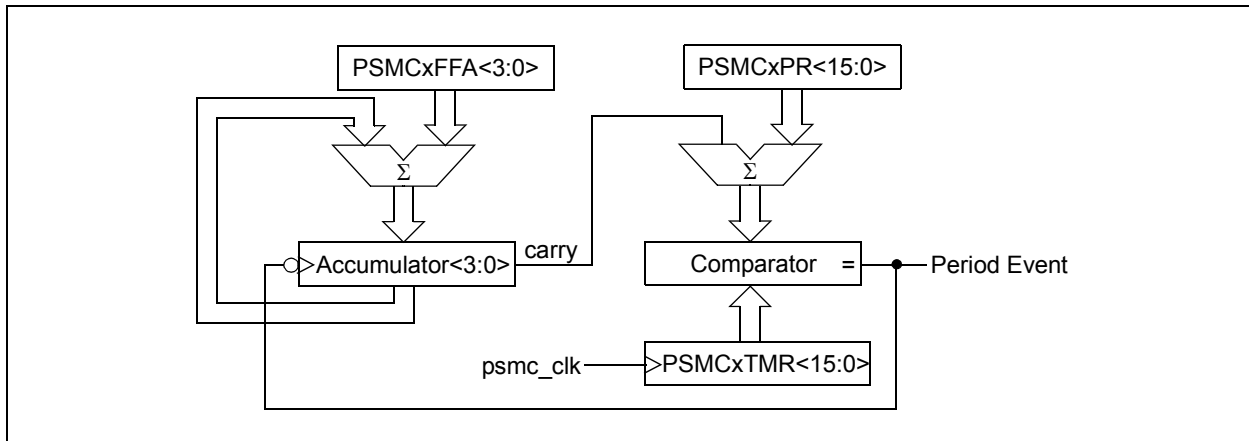 PSMCxFFA<3:0>
PSMCxPR<15:0>
Σ
Σ
Accumulator<3:0>
carry
Comparator =
Period Event
psmc_clk
PSMCxTMR<15:0>